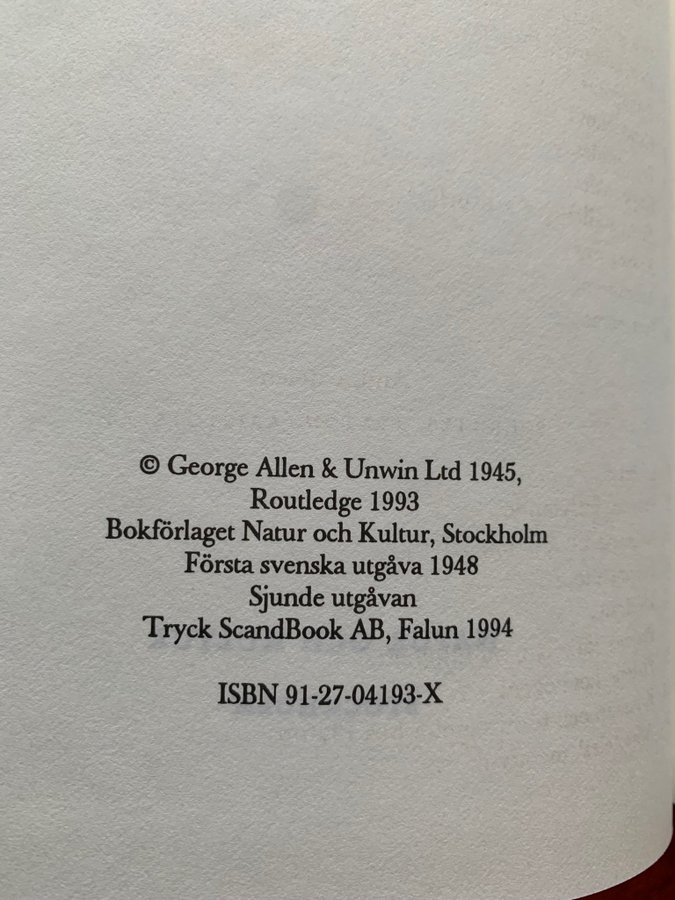 © George Allen & Unwin Ltd 1945,
Routledge 1993
Bokförlaget Natur och Kultur, Stockholm
Första svenska utgåva 1948
Sjunde utgåvan
Tryck ScandBook AB, Falun 1994
ISBN 91-27-04193-X